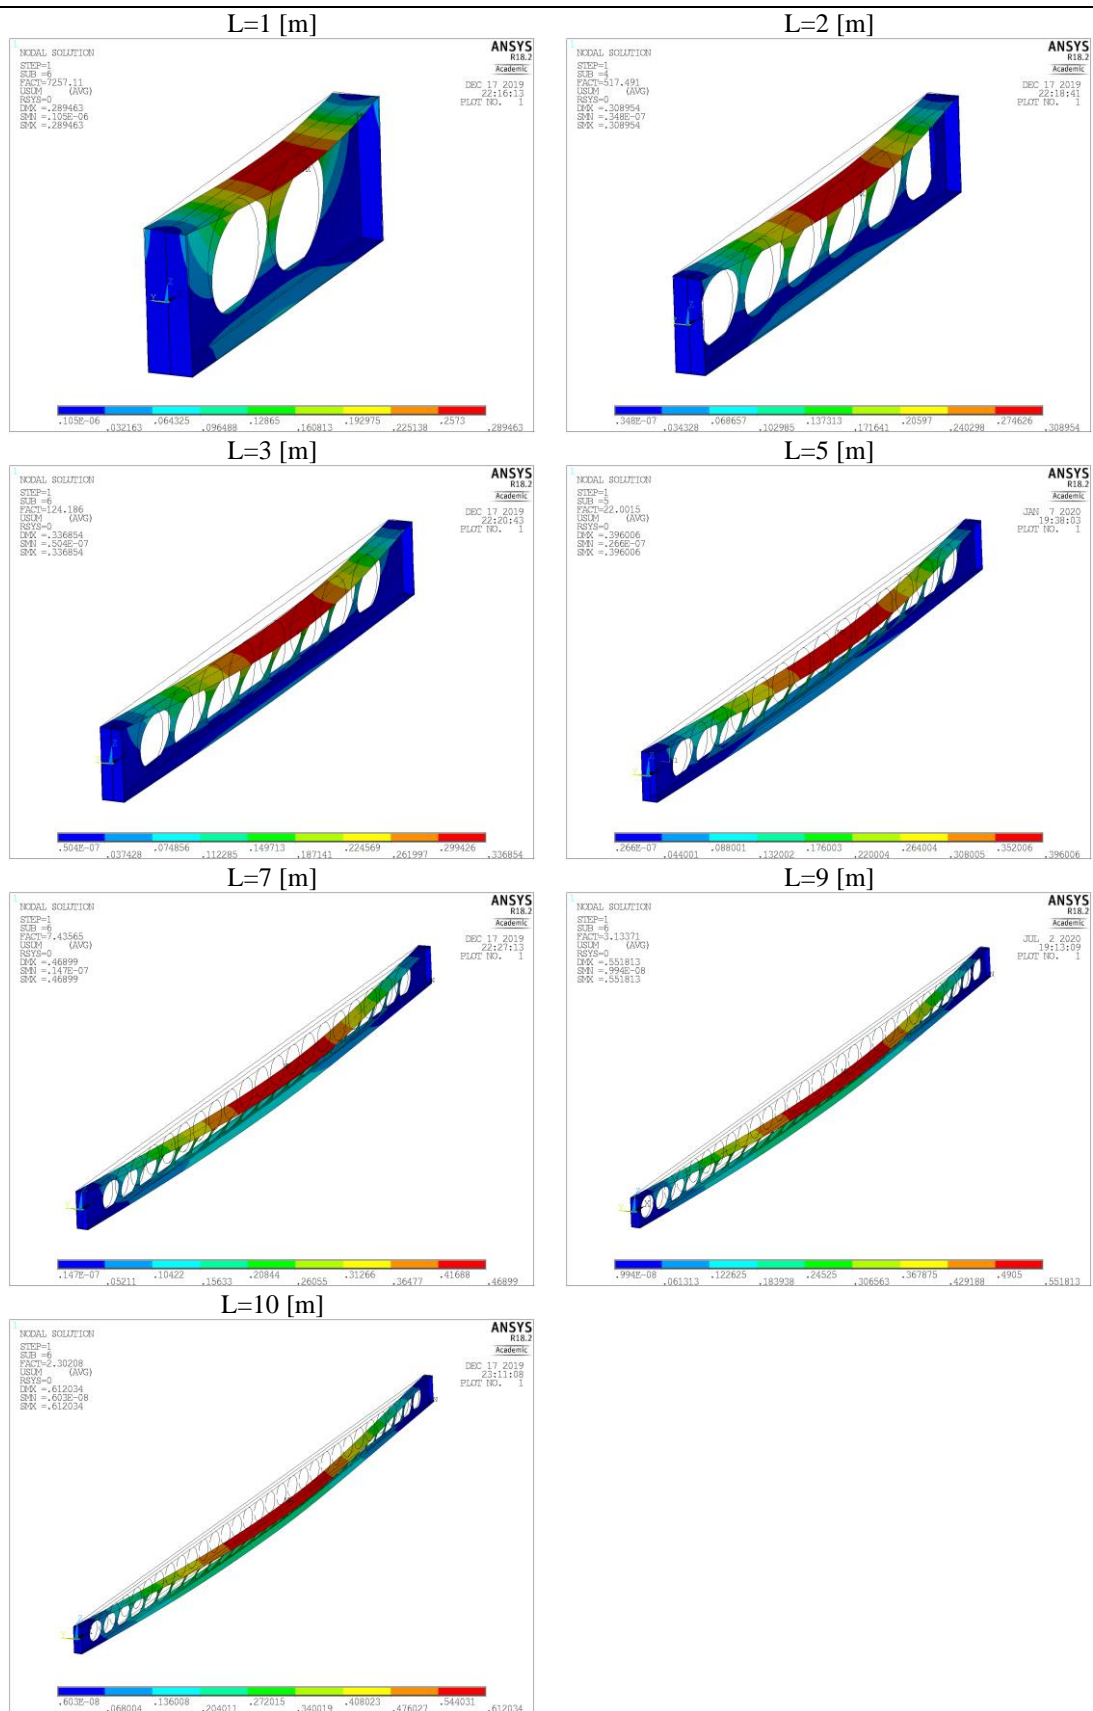 L=1 [m]
1
NODAL SOLUTION
STEP=1
SUB =6
FACT=7257.11
USUM (AVG)
RSYS=0
DMX =.289463
SMN =.105E-06
SMX =.289463
ANSYS
R18.2
Academic
DEC 17 2019
22:16:13
PLOT NO. 1
Y
Z
.105E-06 .064325 .12865 .192975 .2573
.032163 .096488 .160813 .225138 .289463
L=2 [m]
1
NODAL SOLUTION
STEP=1
SUB =4
FACT=517.491
USUM (AVG)
RSYS=0
DMX =.308954
SMN =.348E-07
SMX =.308954
ANSYS
R18.2
Academic
DEC 17 2019
22:18:41
PLOT NO. 1
Z
.348E-07 .068657 .137313 .20597 .274626
.034328 .102985 .171641 .240298 .308954
L=3 [m]
1
NODAL SOLUTION
STEP=1
SUB =6
FACT=124.186
USUM (AVG)
RSYS=0
DMX =.336854
SMN =.504E-07
SMX =.336854
ANSYS
R18.2
Academic
DEC 17 2019
22:20:43
PLOT NO. 1
Z
.504E-07 .074856 .149713 .224569 .299426
.037428 .112285 .187141 .261997 .336854
L=5 [m]
1
NODAL SOLUTION
STEP=1
SUB =5
FACT=22.0015
USUM (AVG)
RSYS=0
DMX =.396006
SMN =.266E-07
SMX =.396006
ANSYS
R18.2
Academic
JAN 7 2020
19:38:03
PLOT NO. 1
.266E-07 .088001 .176003 .264004 .352006
.044001 .132002 .220004 .308005 .396006
L=7 [m]
1
NODAL SOLUTION
STEP=1
SUB =6
FACT=7.43565
USUM (AVG)
RSYS=0
DMX =.46899
SMN =.147E-07
SMX =.46899
ANSYS
R18.2
Academic
DEC 17 2019
22:27:13
PLOT NO. 1
Y
.147E-07 .10422 .20844 .31266 .41688
.05211 .15633 .26055 .36477 .46899
L=9 [m]
1
NODAL SOLUTION
STEP=1
SUB =6
FACT=3.13371
USUM (AVG)
RSYS=0
DMX =.551813
SMN =.994E-08
SMX =.551813
ANSYS
R18.2
Academic
JUL 2 2020
19:13:09
PLOT NO. 1
Y
Z
.994E-08 .122625 .24525 .367875 .4905
.061313 .183938 .306563 .429188 .551813
L=10 [m]
1
NODAL SOLUTION
STEP=1
SUB =6
FACT=2.30208
USUM (AVG)
RSYS=0
DMX =.612034
SMN =.603E-08
SMX =.612034
ANSYS
R18.2
Academic
DEC 17 2019
23:11:08
PLOT NO. 1
Y
Z
.603E-08 .136008 .272015 .408023 .544031
.068004 .204011 .340019 .476027 .612034